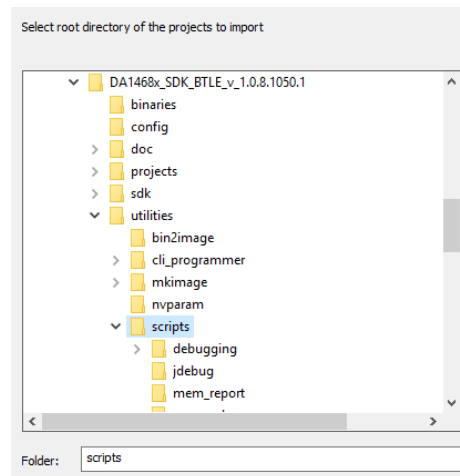 Select root directory of the projects to import
DA1468x_SDK_BTLE_v_1.0.8.1050.1
binaries
config
doc
projects
sdk
utilities
bin2image
cli_programmer
mkimage
nvparam
scripts
debugging
jdebug
mem_report
Folder: scripts